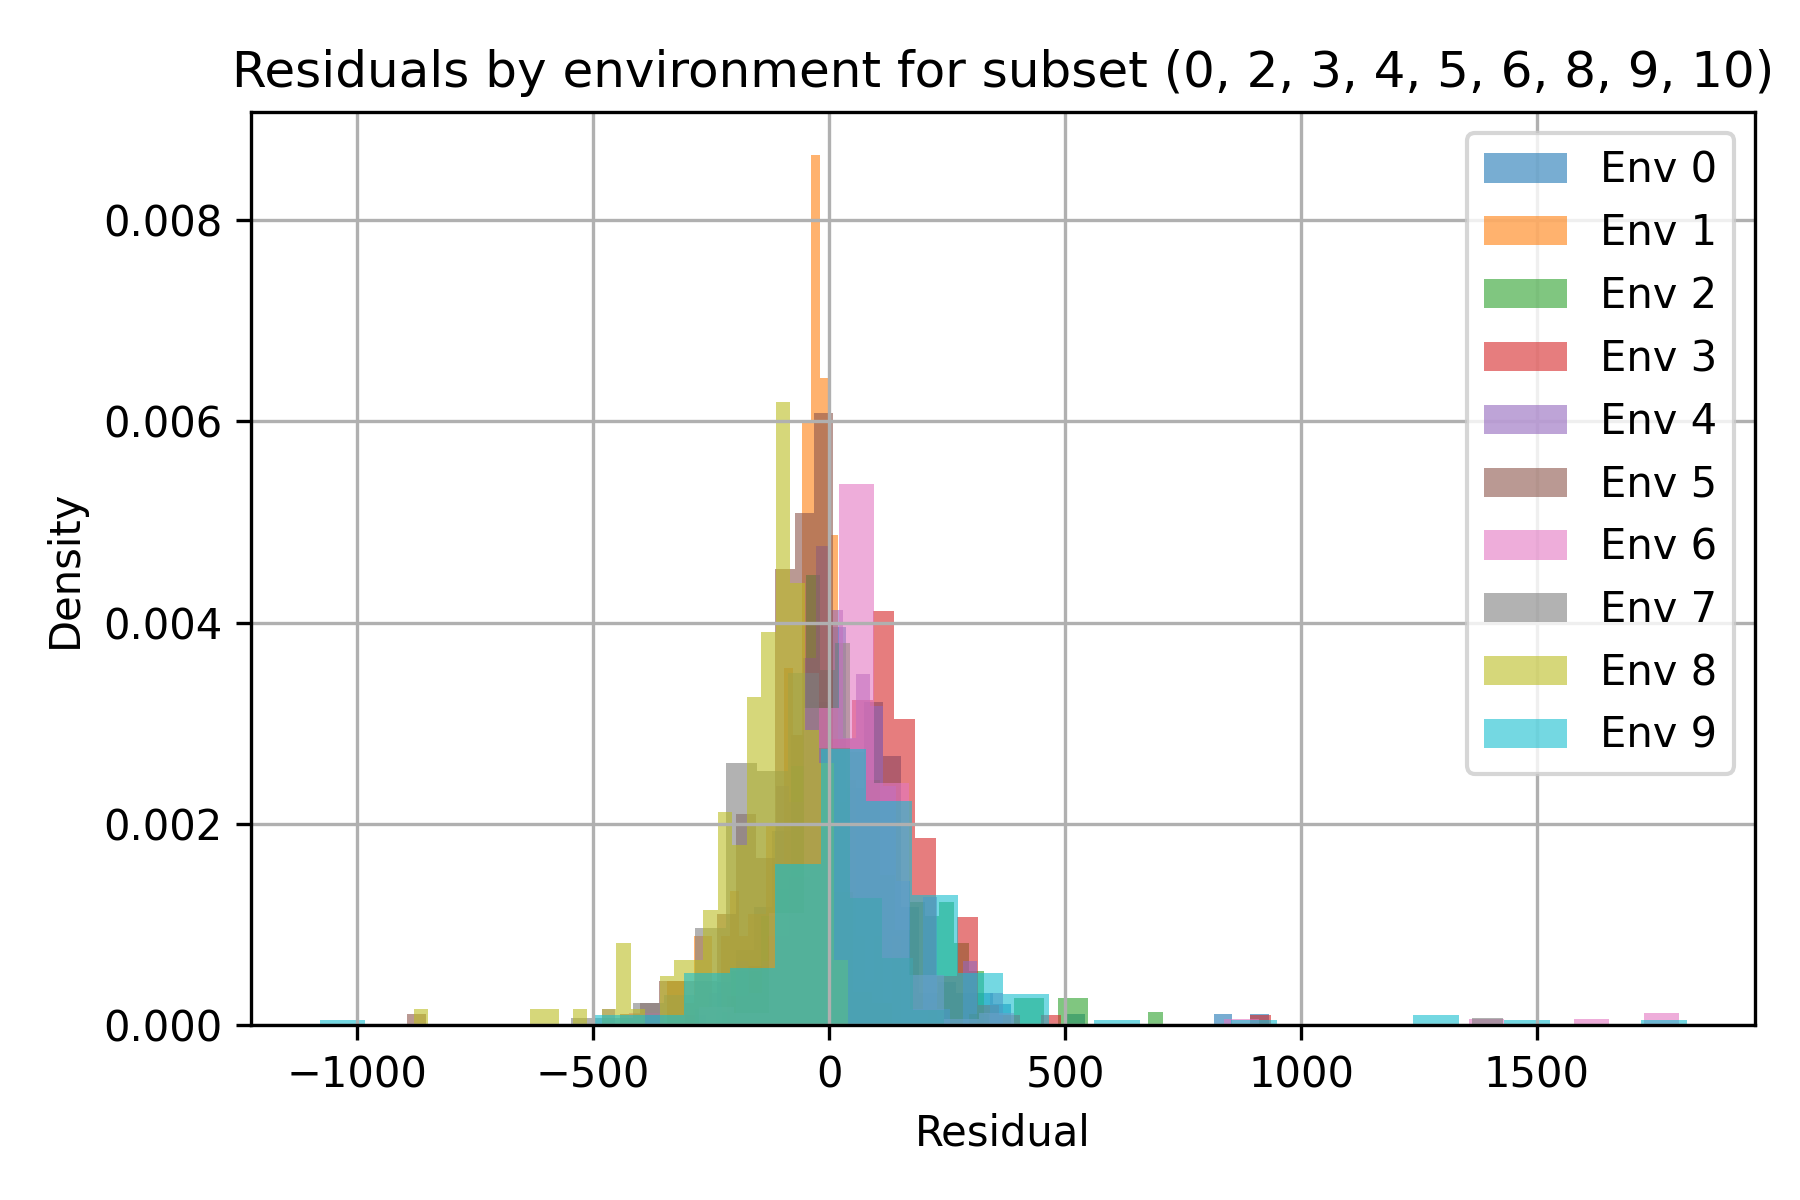 Residuals by environment for subset (0, 2, 3, 4, 5, 6, 8, 9, 10)
Density
0.008
0.006
0.004
0.002
0.000
−1000
−500
0
500
1000
1500
Residual
Env 0
Env 1
Env 2
Env 3
Env 4
Env 5
Env 6
Env 7
Env 8
Env 9